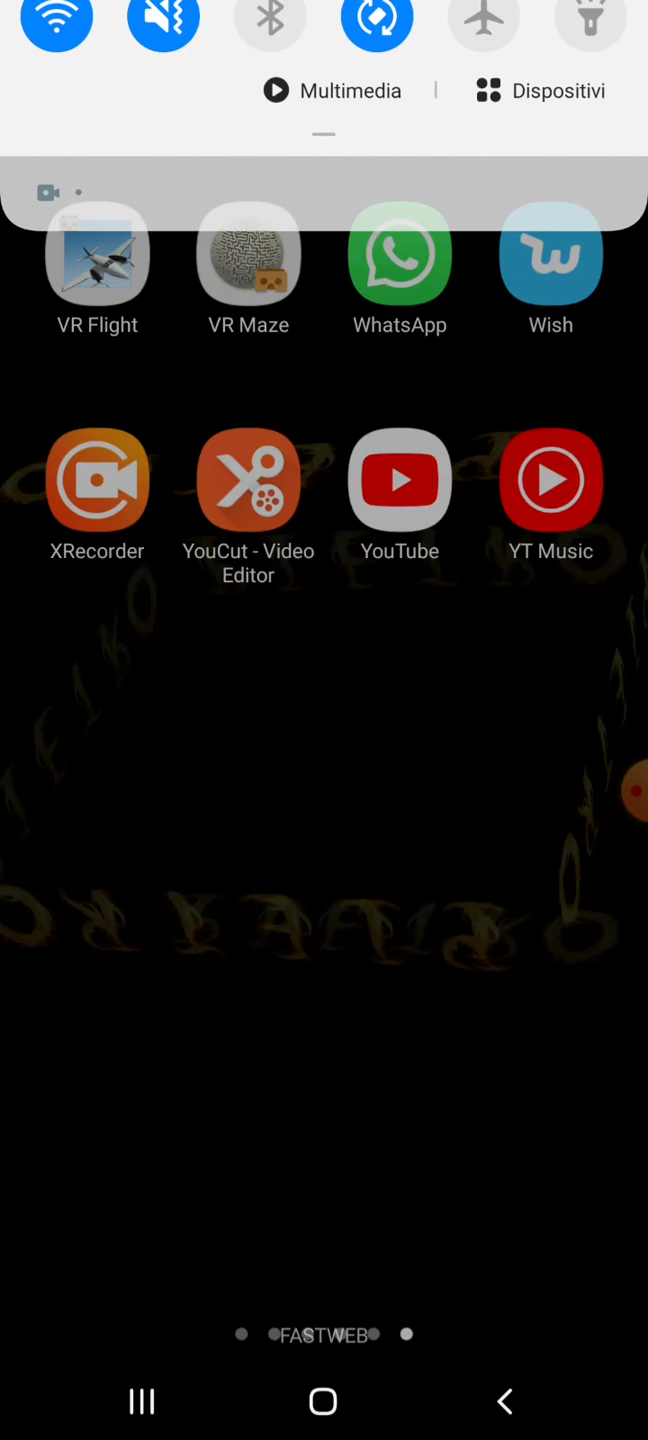 Multimedia
Dispositivi
VR Flight
VR Maze
WhatsApp
Wish
XRecorder
YouCut - Video
Editor
YouTube
YT Music
FASTWEB